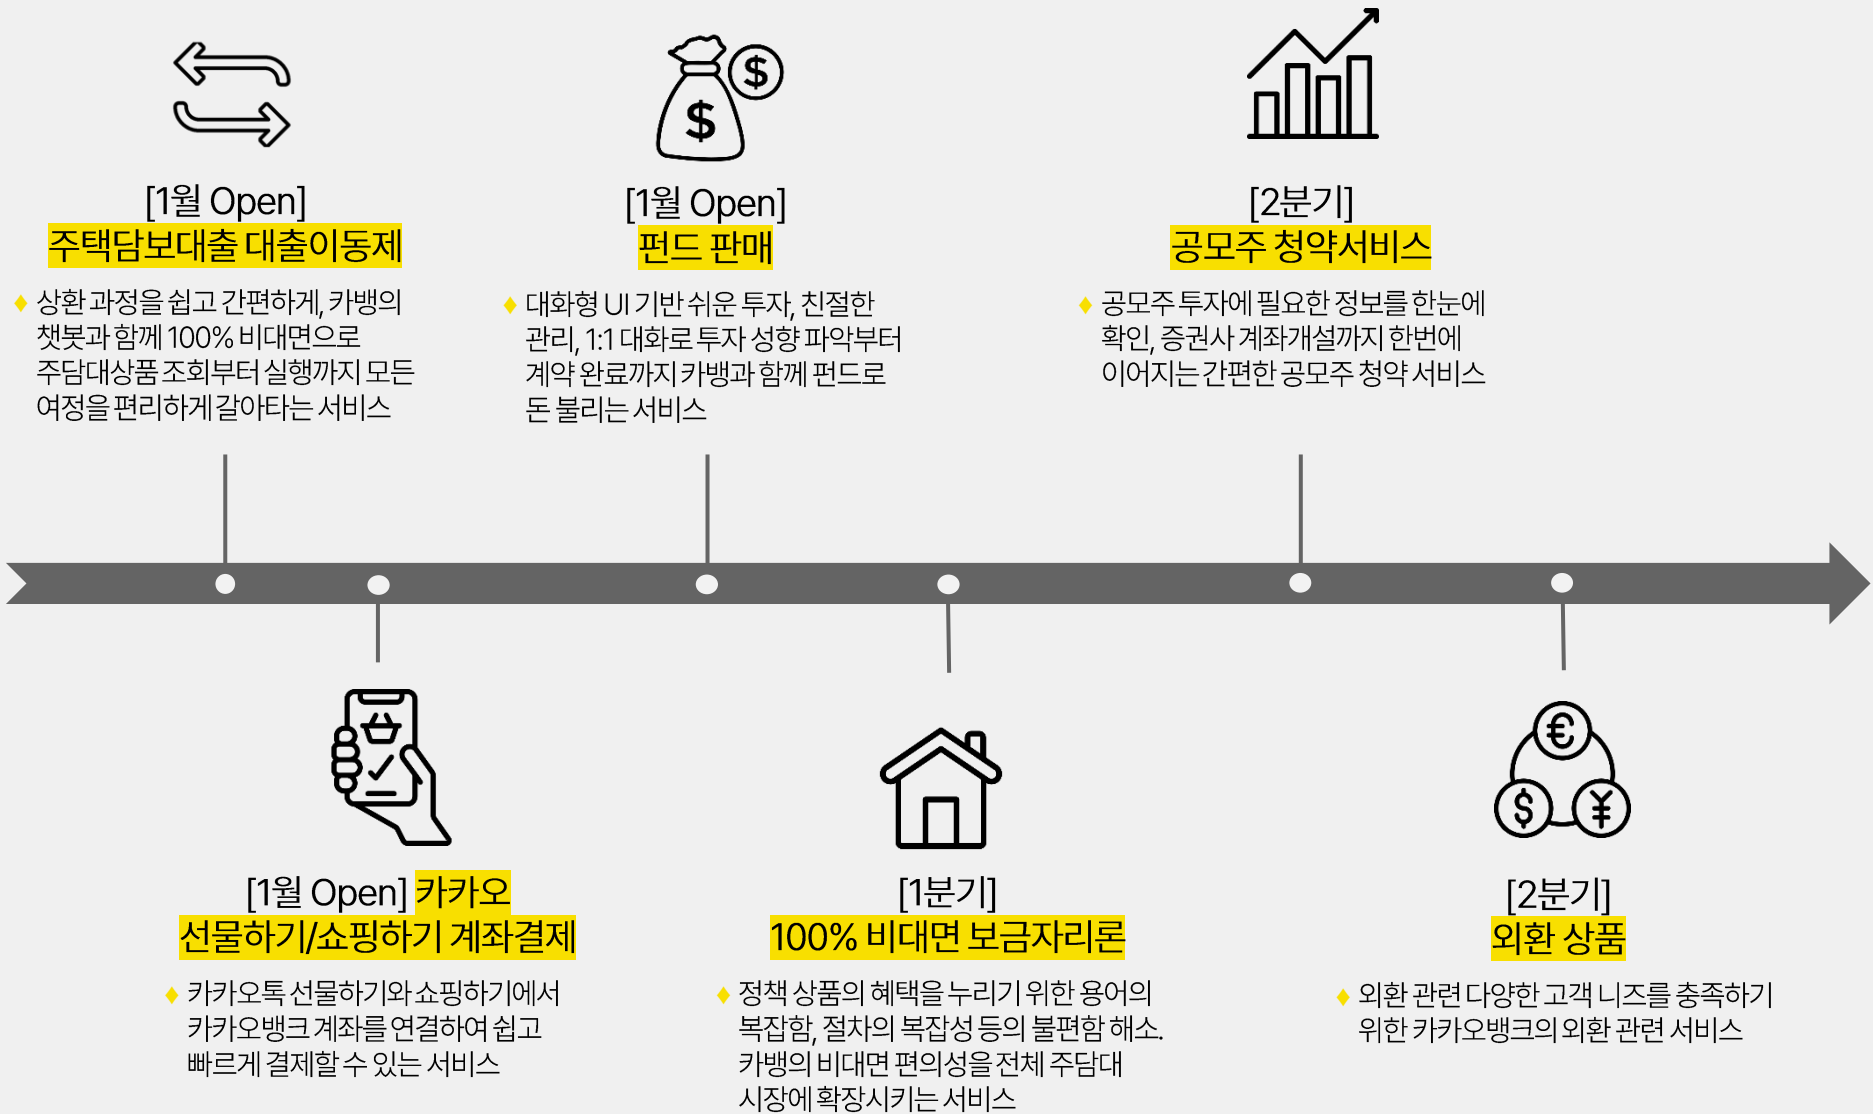 [1월 Open]
주택담보대출 대출이동제
♦ 상환 과정을 쉽고 간편하게, 카뱅의
챗봇과 함께 100% 비대면으로
주담대상품 조회부터 실행까지 모든
여정을 편리하게 갈아타는 서비스
[1월 Open]
펀드 판매
♦ 대화형 UI 기반 쉬운 투자, 친절한
관리, 1:1 대화로 투자 성향 파악부터
계약 완료까지 카뱅과 함께 펀드로
돈 불리는 서비스
[2분기]
공모주 청약서비스
♦ 공모주 투자에 필요한 정보를 한눈에
확인, 증권사 계좌개설까지 한번에
이어지는 간편한 공모주 청약 서비스
[1월 Open] 카카오
선물하기/쇼핑하기 계좌결제
♦ 카카오톡 선물하기와 쇼핑하기에서
카카오뱅크 계좌를 연결하여 쉽고
빠르게 결제할 수 있는 서비스
[1분기]
100% 비대면 보금자리론
♦ 정책 상품의 혜택을 누리기 위한 용어의
복잡함, 절차의 복잡성 등의 불편함 해소.
카뱅의 비대면 편의성을 전체 주담대
시장에 확장시키는 서비스
[2분기]
외환 상품
♦ 외환 관련 다양한 고객 니즈를 충족하기
위한 카카오뱅크의 외환 관련 서비스